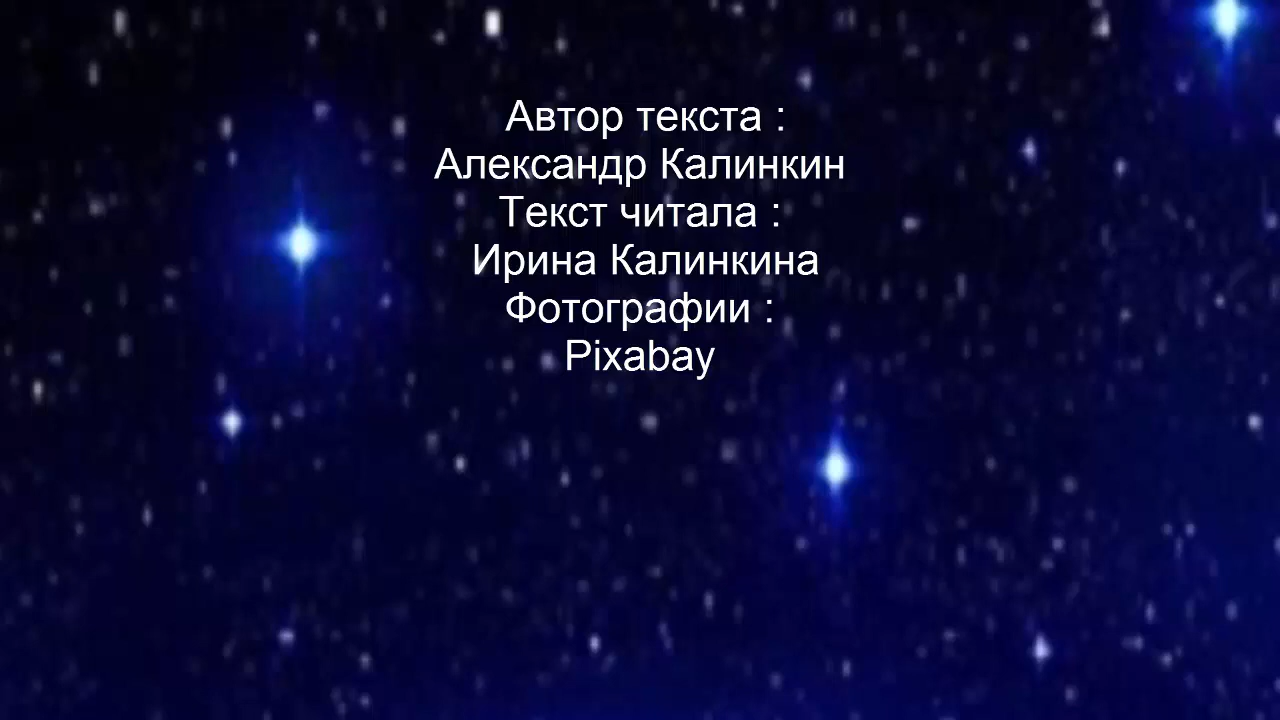 Автор текста :
Александр Калинкин
Текст читала :
Ирина Калинкина
Фотографии :
Pixabay